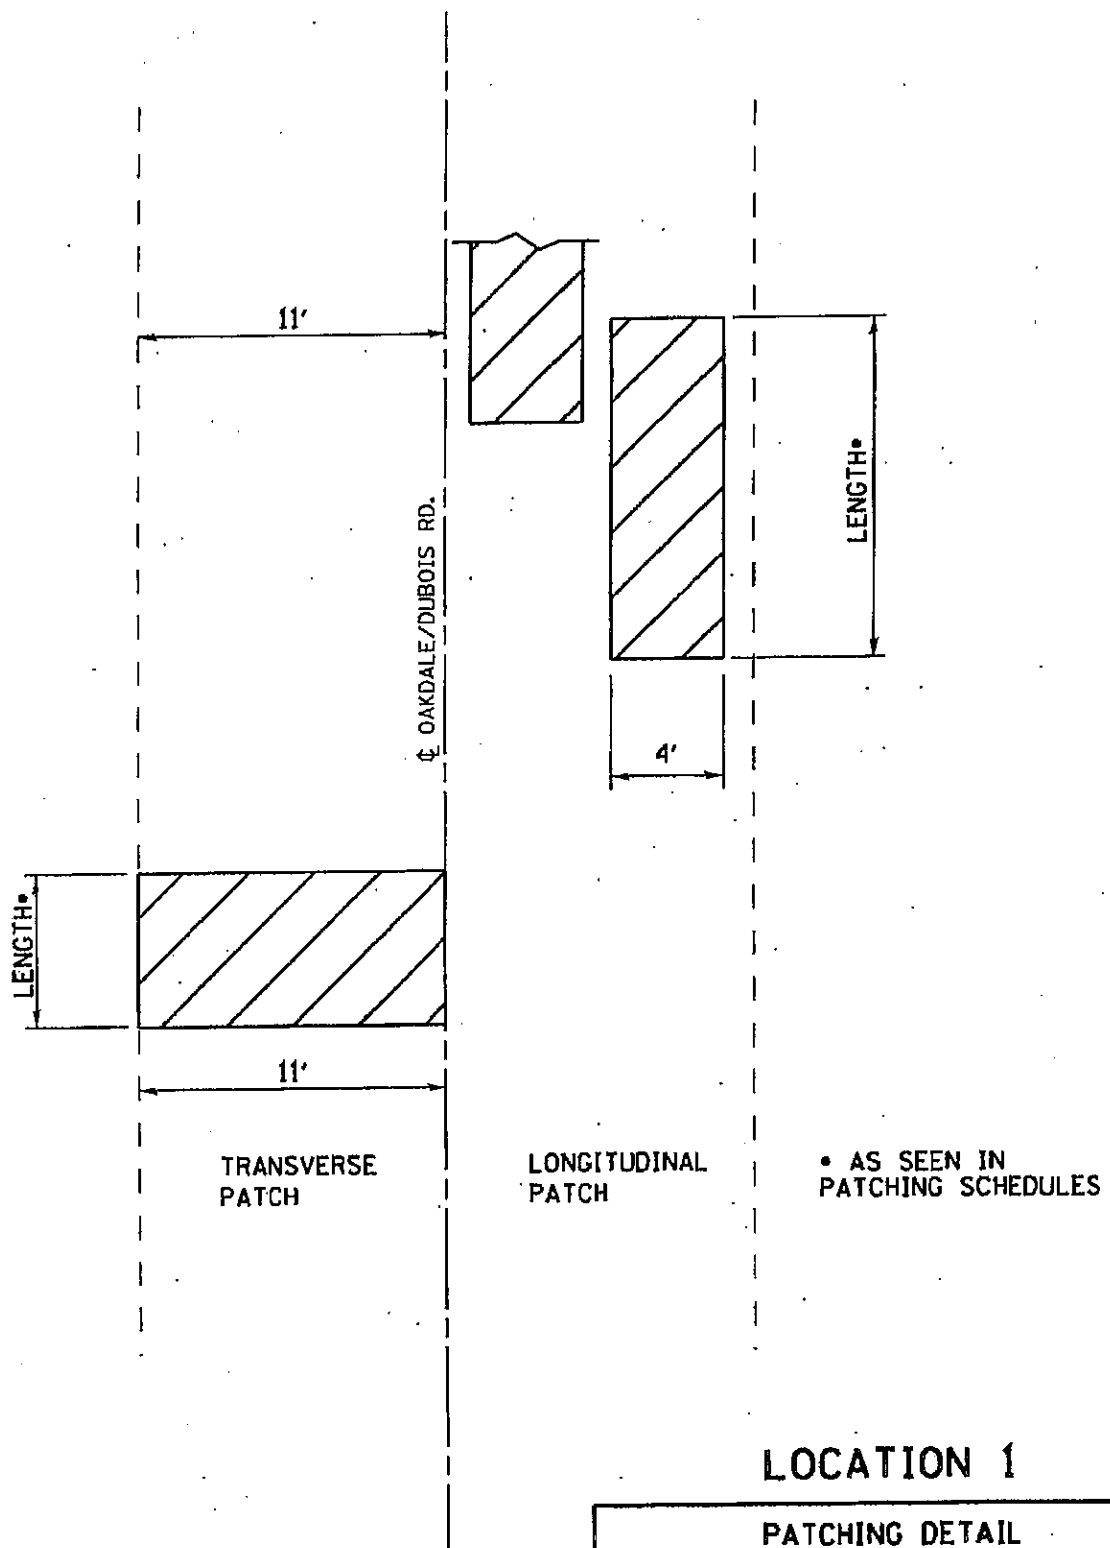 11'
LENGTH•
℄ OAKDALE/DUBOIS RD.
4'
LENGTH•
11'
TRANSVERSE
PATCH
LONGITUDINAL
PATCH
• AS SEEN IN
PATCHING SCHEDULES
LOCATION 1
PATCHING DETAIL